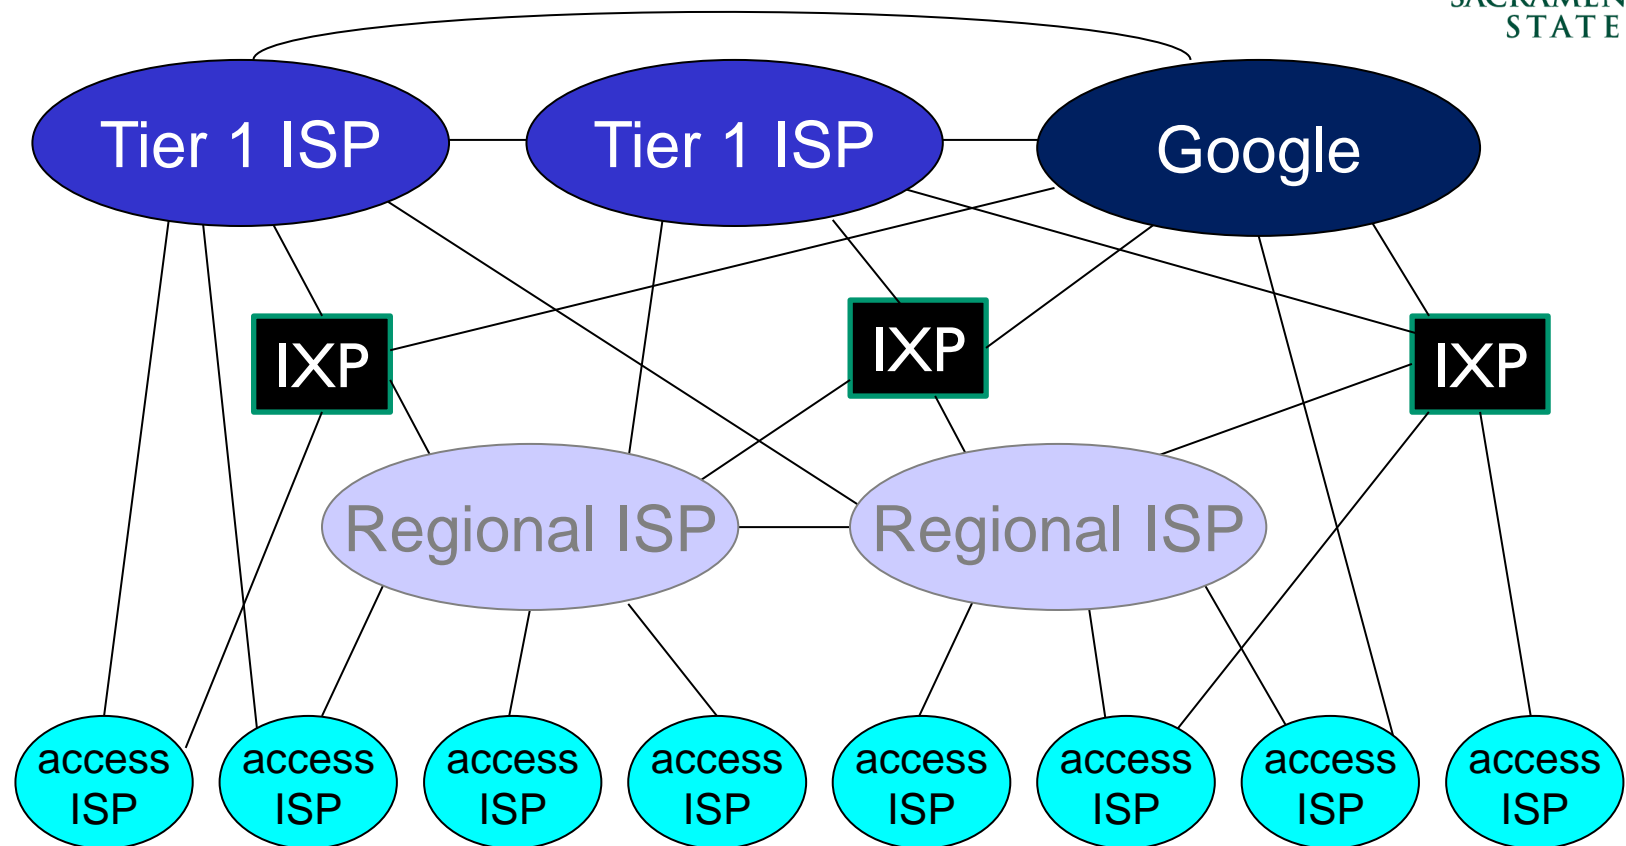 STATE
Tier 1 ISP
Tier 1 ISP
Google
IXP
IXP
IXP
Regional ISP
Regional ISP
access
ISP
access
ISP
access
ISP
access
ISP
access
ISP
access
ISP
access
ISP
access
ISP